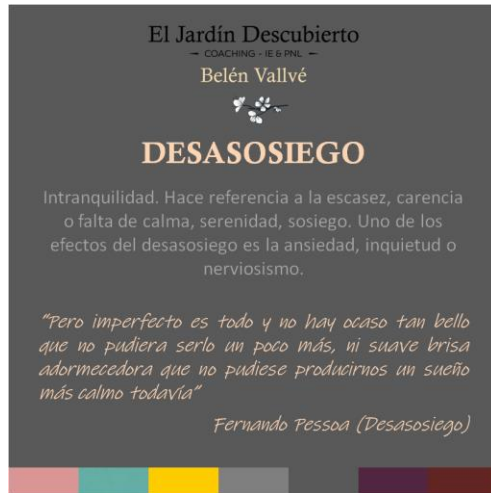 El Jardín Descubierto
COACHING - IE & PNL
Belén Vallvé
DESASOSIEGO
Intranquilidad. Hace referencia a la escasez, carencia
o falta de calma, serenidad, sosiego. Uno de los
efectos del desasosiego es la ansiedad, inquietud o
nerviosismo.
"Pero imperfecto es todo y no hay ocaso tan bello
que no pudiera serlo un poco más, ni suave brisa
adormecedora que no pudiese producirnos un sueño
más calmo todavía"
Fernando Pessoa (Desasosiego)